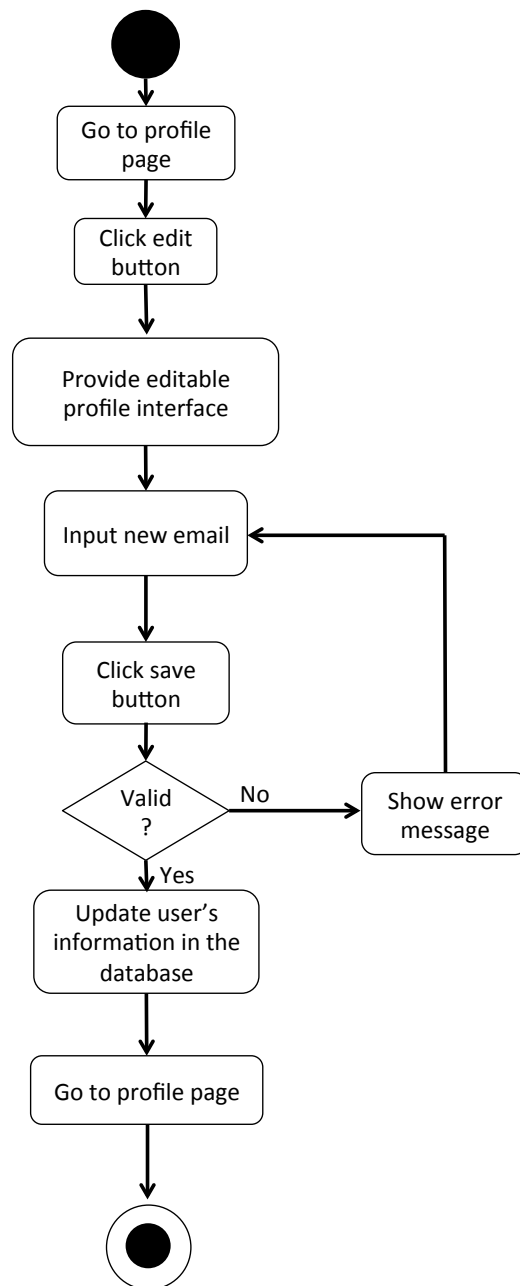 Go to profile
page
Click edit
button
Provide editable
profile interface
Input new email
Click save
button
Valid
?
No
Show error
message
Yes
Update user’s
information in the
database
Go to profile page